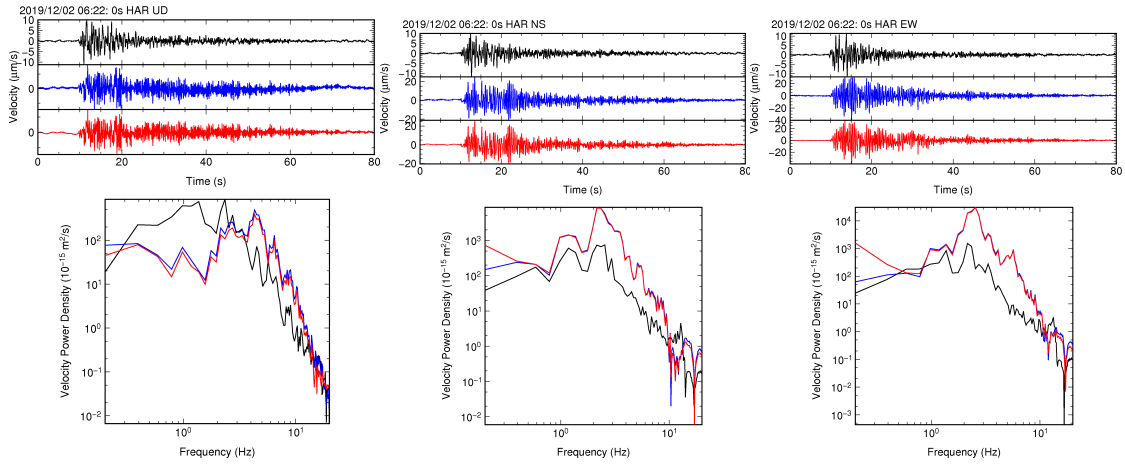 2019/12/02 06:22: 0s HAR UD
10
5
0
−5
−10
0
0
Velocity (μm/s)
0 20 40 60 80
Time (s)
2019/12/02 06:22: 0s HAR NS
10
5
0
−5
−10
20
0
−20
20
0
−20
Velocity (μm/s)
0 20 40 60 80
Time (s)
2019/12/02 06:22: 0s HAR EW
10
5
0
−5
−10
20
0
−20
−40
20
0
−20
Velocity (μm/s)
0 20 40 60 80
Time (s)
10² 10¹ 10⁰ 10⁻¹ 10⁻²
Velocity Power Density (10⁻¹⁵ m²/s)
10⁰ 10¹
Frequency (Hz)
10³ 10² 10¹ 10⁰ 10⁻¹ 10⁻²
Velocity Power Density (10⁻¹⁵ m²/s)
10⁰ 10¹
Frequency (Hz)
10⁴ 10³ 10² 10¹ 10⁰ 10⁻¹ 10⁻² 10⁻³
Velocity Power Density (10⁻¹⁵ m²/s)
10⁰ 10¹
Frequency (Hz)